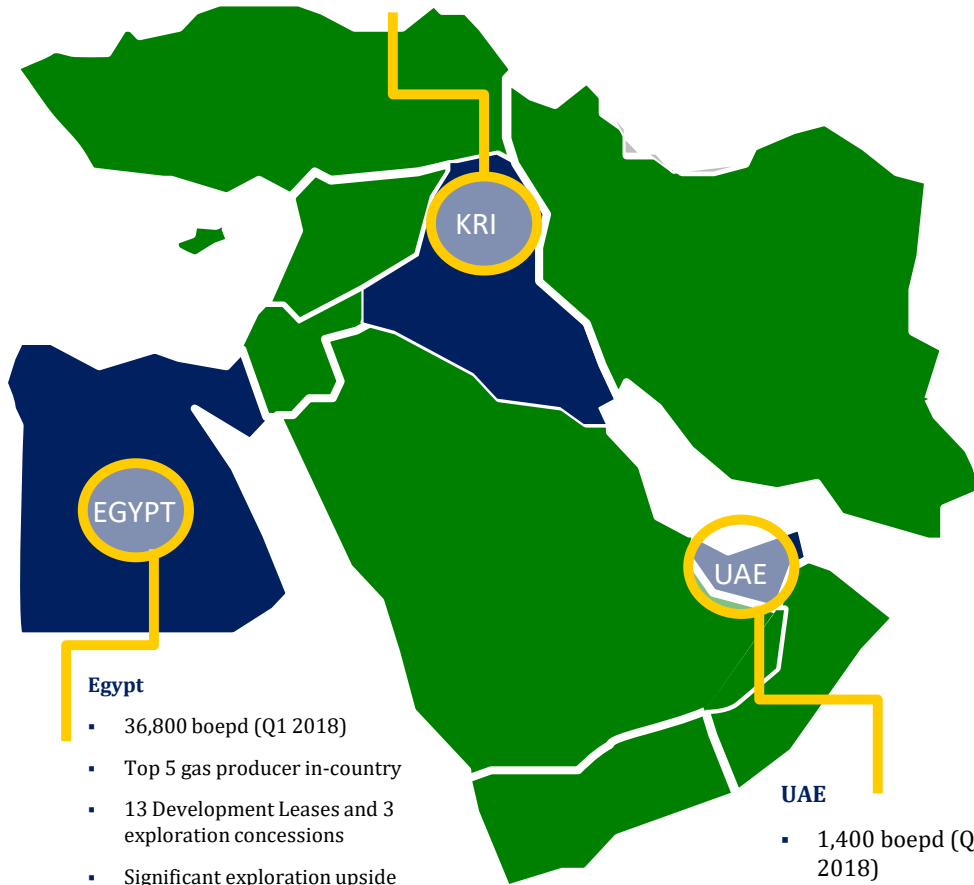 KRI
EGYPT
UAE
Egypt
▪ 36,800 boepd (Q1 2018)
▪ Top 5 gas producer in-country
▪ 13 Development Leases and 3
exploration concessions
▪ Significant exploration upside
UAE
▪ 1,400 boepd (Q
2018)